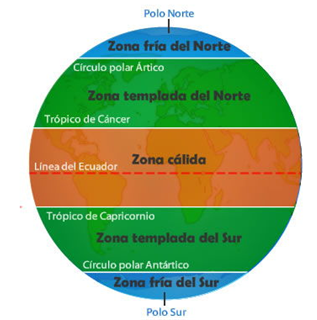 Polo Norte
Zona fría del Norte
Círculo polar Ártico
Zona templada del Norte
Trópico de Cáncer
Zona cálida
Línea del Ecuador
Trópico de Capricornio
Zona templada del Sur
Círculo polar Antártico
Zona fría del Sur
Polo Sur